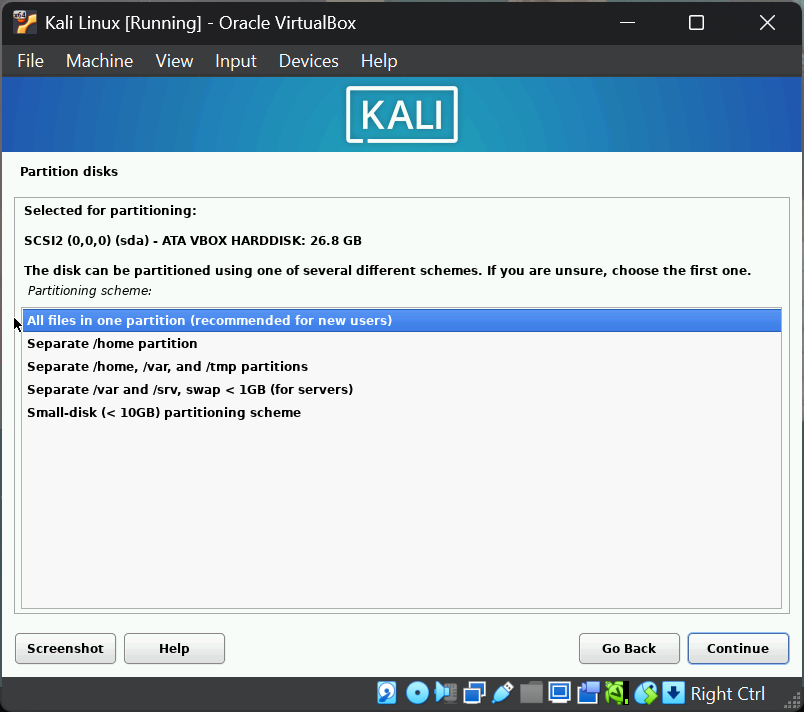 Kali Linux [Running] - Oracle VirtualBox
File Machine View Input Devices Help
KALI
Partition disks
Selected for partitioning:
SCSI2 (0,0,0) (sda) - ATA VBOX HARDDISK: 26.8 GB
The disk can be partitioned using one of several different schemes. If you are unsure, choose the first one.
Partitioning scheme:
All files in one partition (recommended for new users)
Separate /home partition
Separate /home, /var, and /tmp partitions
Separate /var and /srv, swap < 1GB (for servers)
Small-disk (< 10GB) partitioning scheme
Screenshot Help Go Back Continue
Right Ctrl